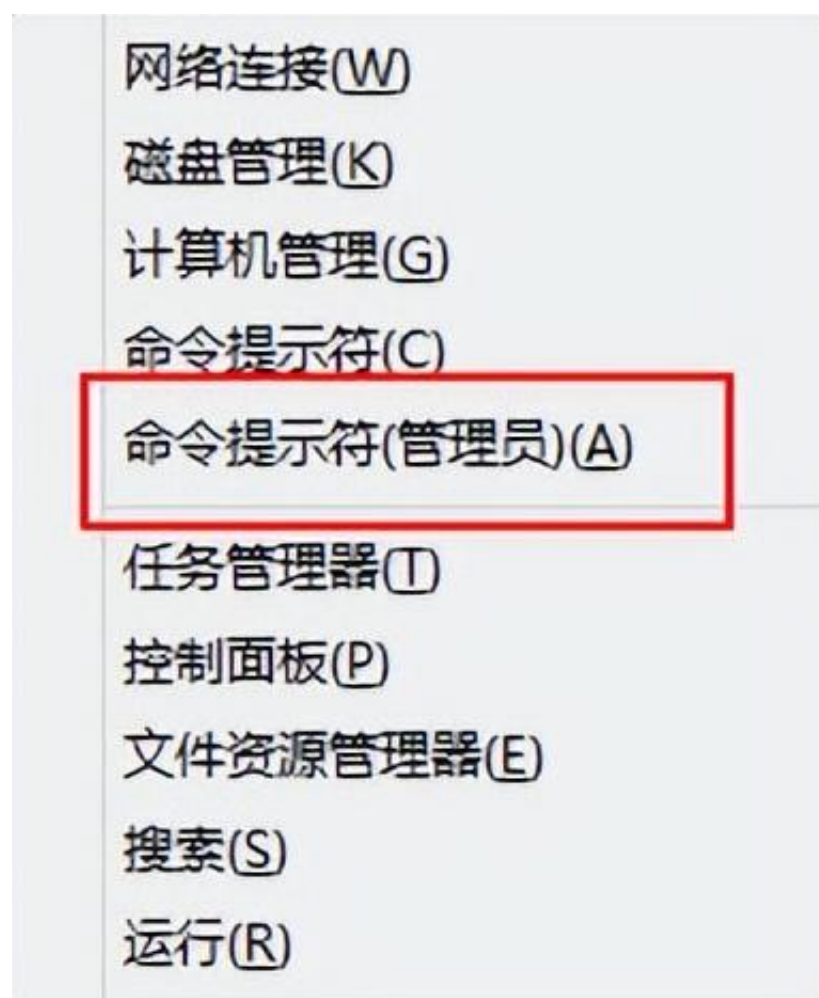 网络连接(W)
磁盘管理(K)
计算机管理(G)
命令提示符(C)
命令提示符(管理员)(A)
任务管理器(T)
控制面板(P)
文件资源管理器(E)
搜索(S)
运行(R)